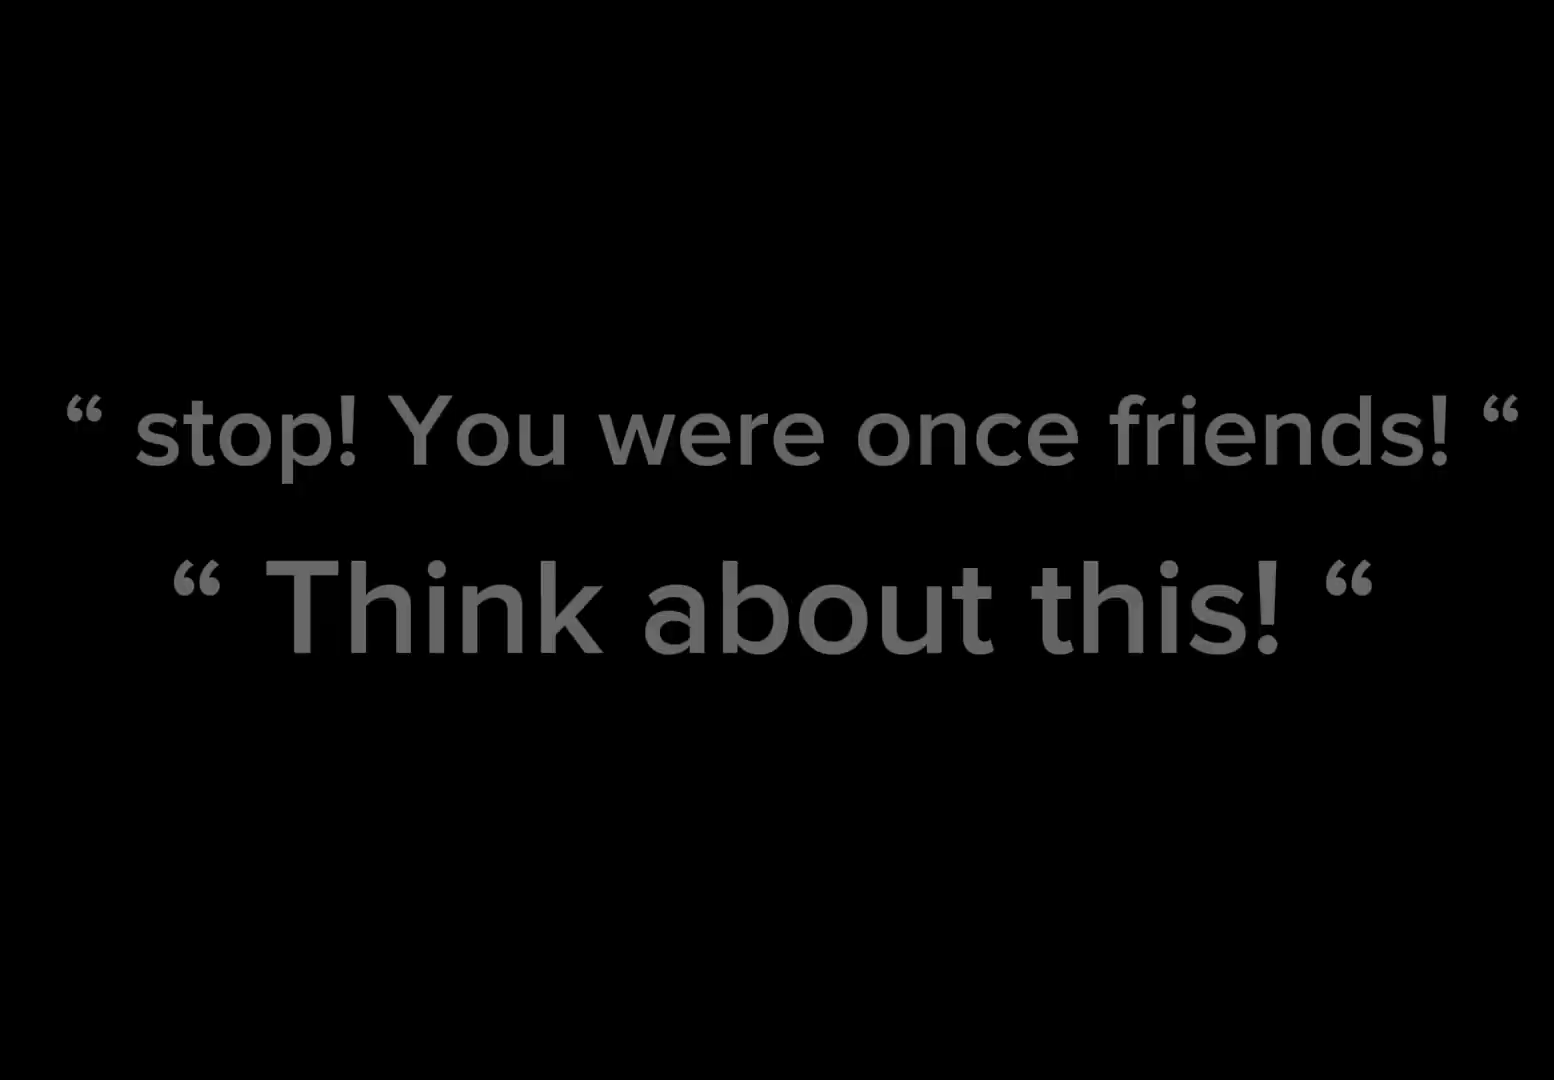 “ stop! You were once friends! “
“ Think about this! “